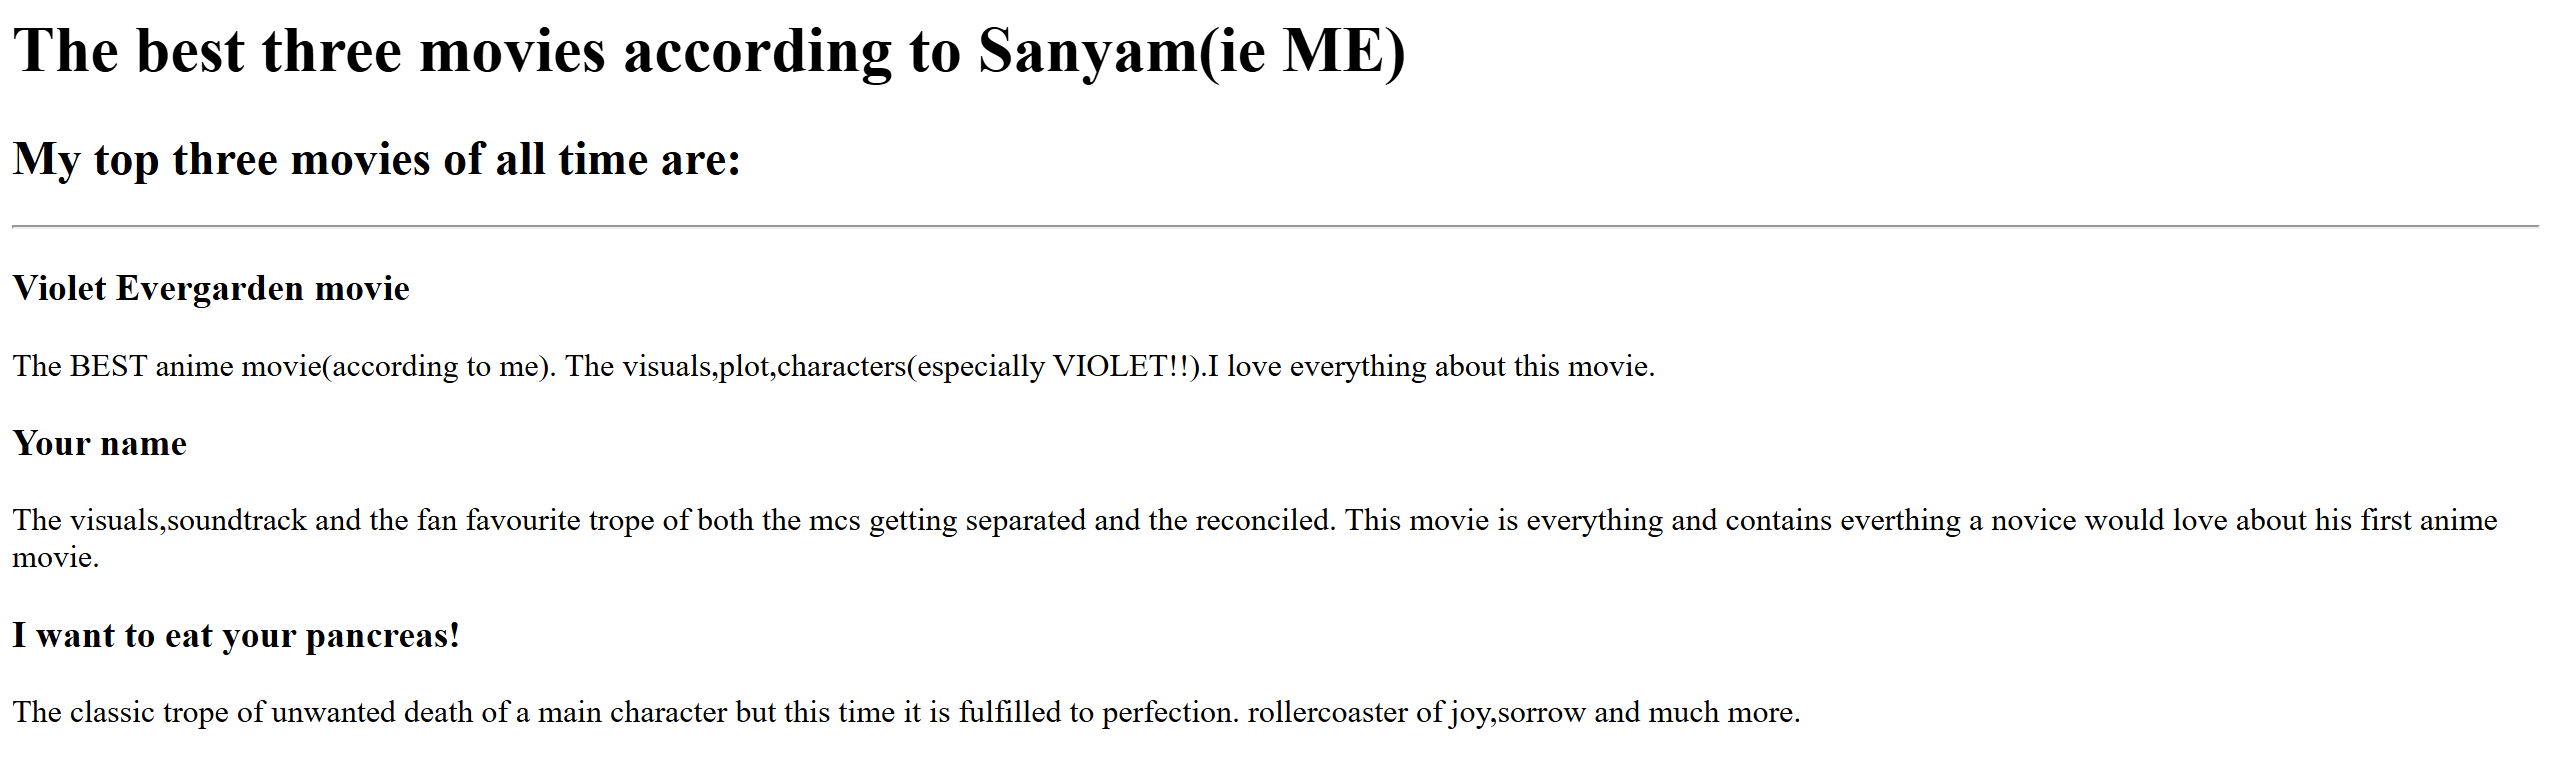 The best three movies according to Sanyam(ie ME)
My top three movies of all time are:
Violet Evergarden movie
The BEST anime movie(according to me). The visuals,plot,characters(especially VIOLET!!).I love everything about this movie.
Your name
The visuals,soundtrack and the fan favourite trope of both the mcs getting separated and the reconciled. This movie is everything and contains everthing a novice would love about his first anime
movie.
I want to eat your pancreas!
The classic trope of unwanted death of a main character but this time it is fulfilled to perfection. rollercoaster of joy,sorrow and much more.